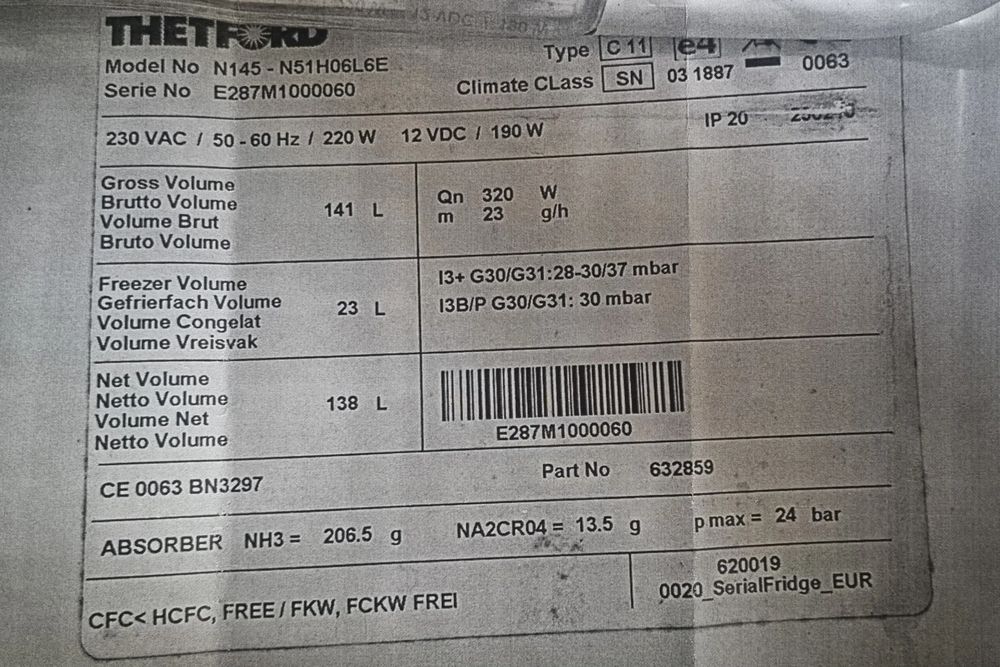 THETFORD
Type C 11 e4
Model No N145 - N51H06L6E
Climate CLass SN 03 1887 0063
Serie No E287M1000060
230 VAC / 50 - 60 Hz / 220 W 12 VDC / 190 W IP 20
Gross Volume
Brutto Volume
Volume Brut
Bruto Volume
141 L
Qn 320 W
m 23 g/h
Freezer Volume
Gefrierfach Volume
Volume Congelat
Volume Vreisvak
23 L
I3+ G30/G31:28-30/37 mbar
I3B/P G30/G31: 30 mbar
Net Volume
Netto Volume
Volume Net
Netto Volume
138 L
E287M1000060
CE 0063 BN3297
Part No 632859
ABSORBER NH3 = 206.5 g NA2CR04 = 13.5 g p max = 24 bar
CFC< HCFC, FREE / FKW, FCKW FREI
620019
0020_SerialFridge_EUR